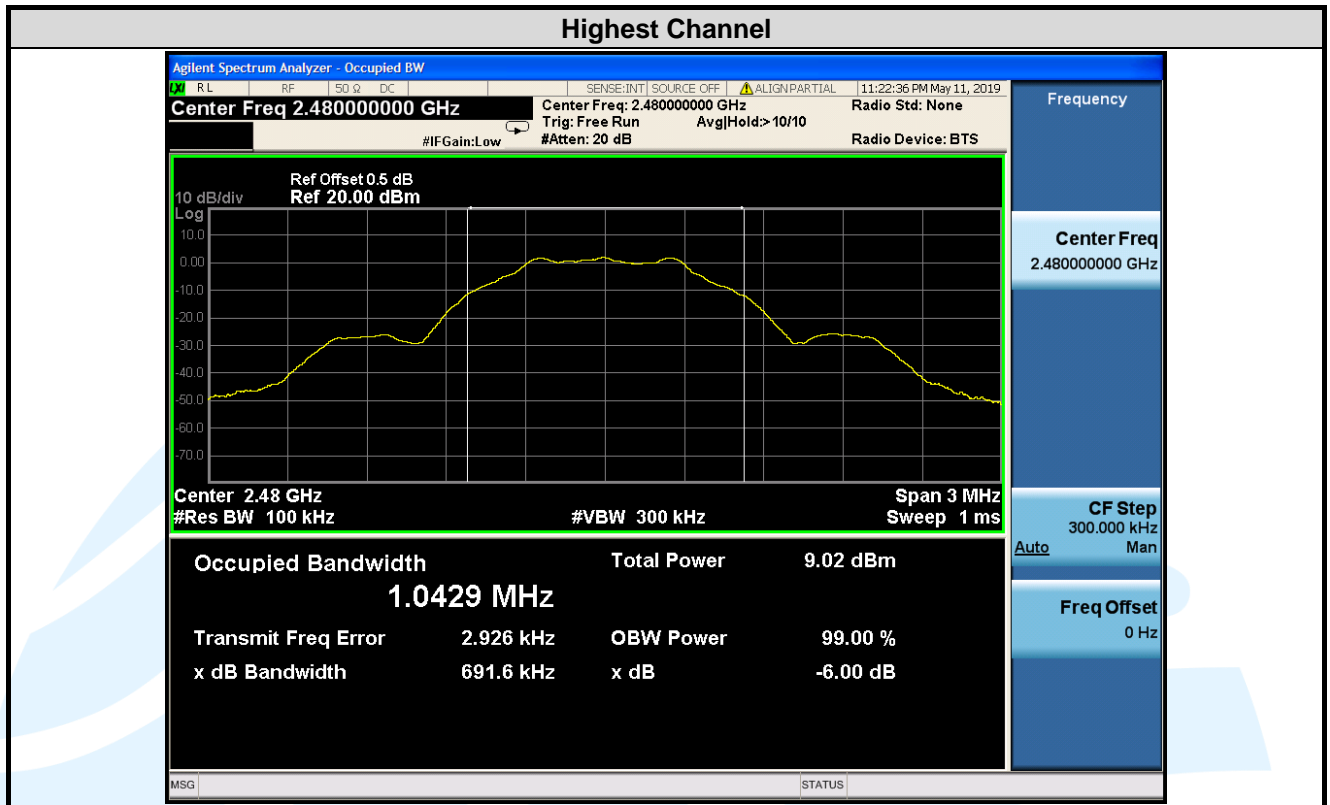 Highest Channel
Agilent Spectrum Analyzer - Occupied BW
LXI RL RF 50 Ω DC SENSE:INT SOURCE OFF ALIGN PARTIAL 11:22:36 PM May 11, 2019
Center Freq 2.480000000 GHz
Center Freq: 2.480000000 GHz Radio Std: None
Trig: Free Run Avg|Hold:>10/10
#IFGain:Low #Atten: 20 dB Radio Device: BTS
Ref Offset 0.5 dB
10 dB/div Ref 20.00 dBm
Log
10.0
0.00
-10.0
-20.0
-30.0
-40.0
-50.0
-60.0
-70.0
Center 2.48 GHz Span 3 MHz
#Res BW 100 kHz #VBW 300 kHz Sweep 1 ms
Occupied Bandwidth Total Power 9.02 dBm
1.0429 MHz
Transmit Freq Error 2.926 kHz OBW Power 99.00 %
x dB Bandwidth 691.6 kHz x dB -6.00 dB
MSG STATUS
Frequency
Center Freq
2.480000000 GHz
CF Step
300.000 kHz
Auto Man
Freq Offset
0 Hz